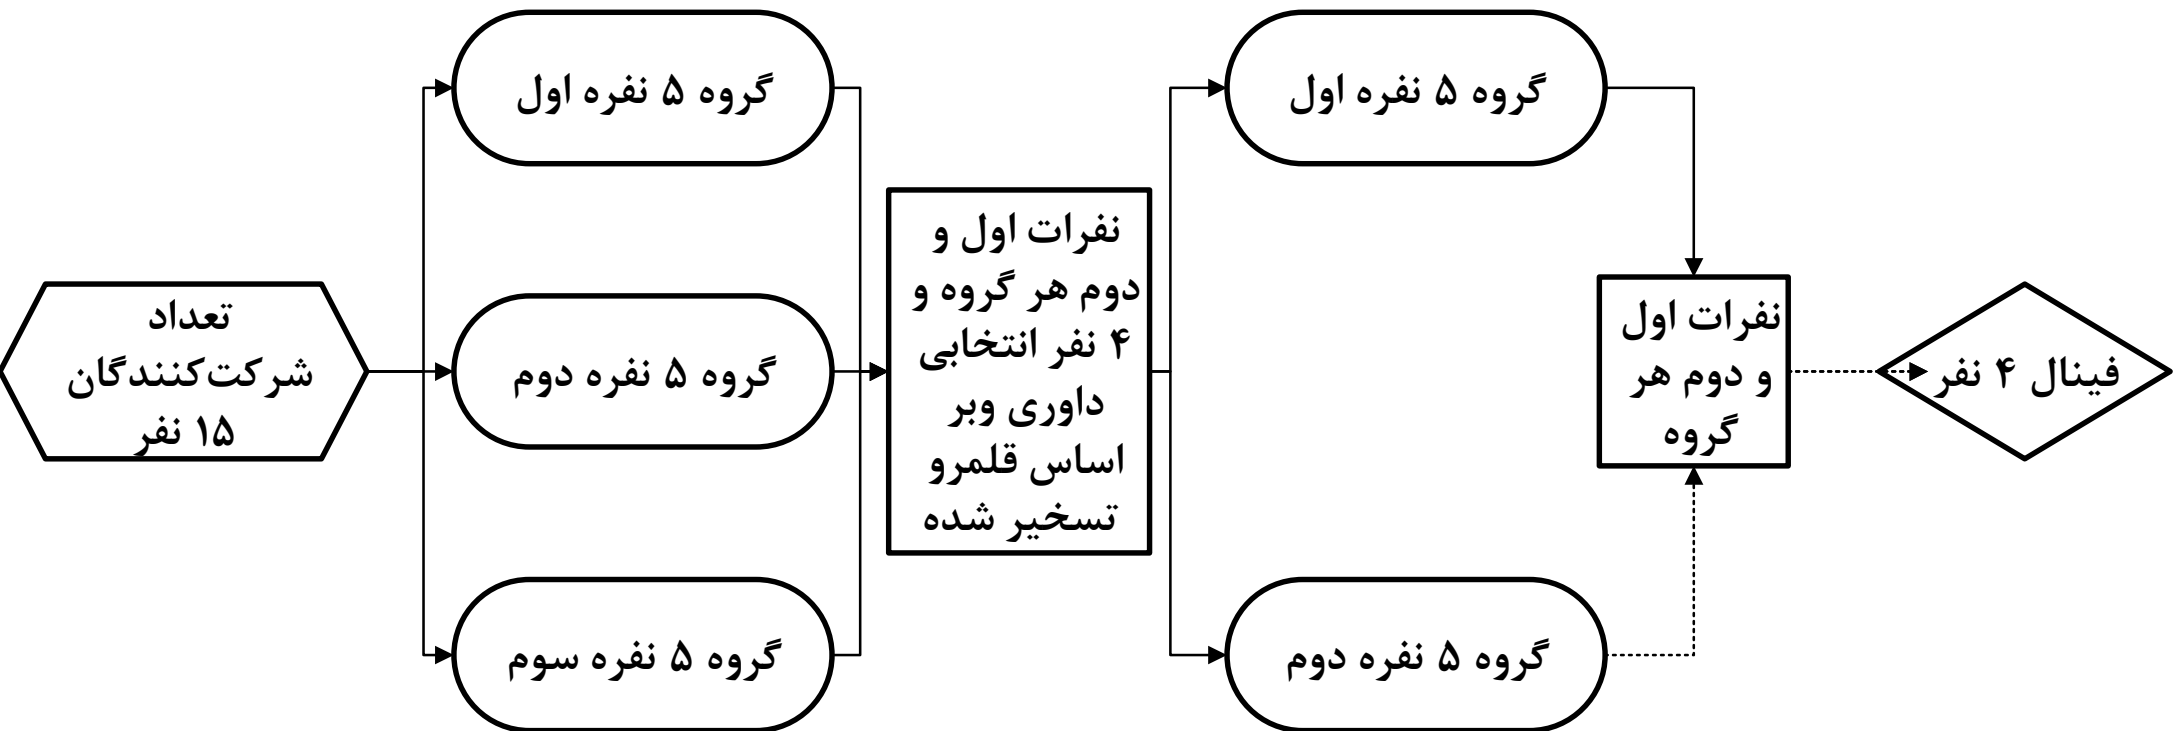 تعداد
شرکت‌کنندگان
۱۵ نفر
گروه ۵ نفره اول
گروه ۵ نفره دوم
گروه ۵ نفره سوم
نفرات اول و
دوم هر گروه و
۴ نفر انتخابی
داوری وبر
اساس قلمرو
تسخیر شده
گروه ۵ نفره اول
گروه ۵ نفره دوم
نفرات اول
و دوم هر
گروه
فینال ۴ نفر